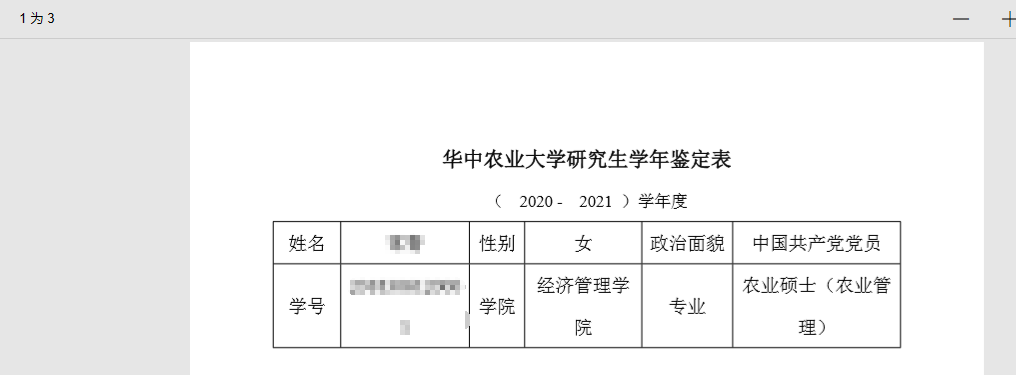 1 为 3
华中农业大学研究生学年鉴定表
（ 2020 - 2021 ）学年度
姓名 性别 女 政治面貌 中国共产党党员
学号 学院 经济管理学院 专业 农业硕士（农业管理）